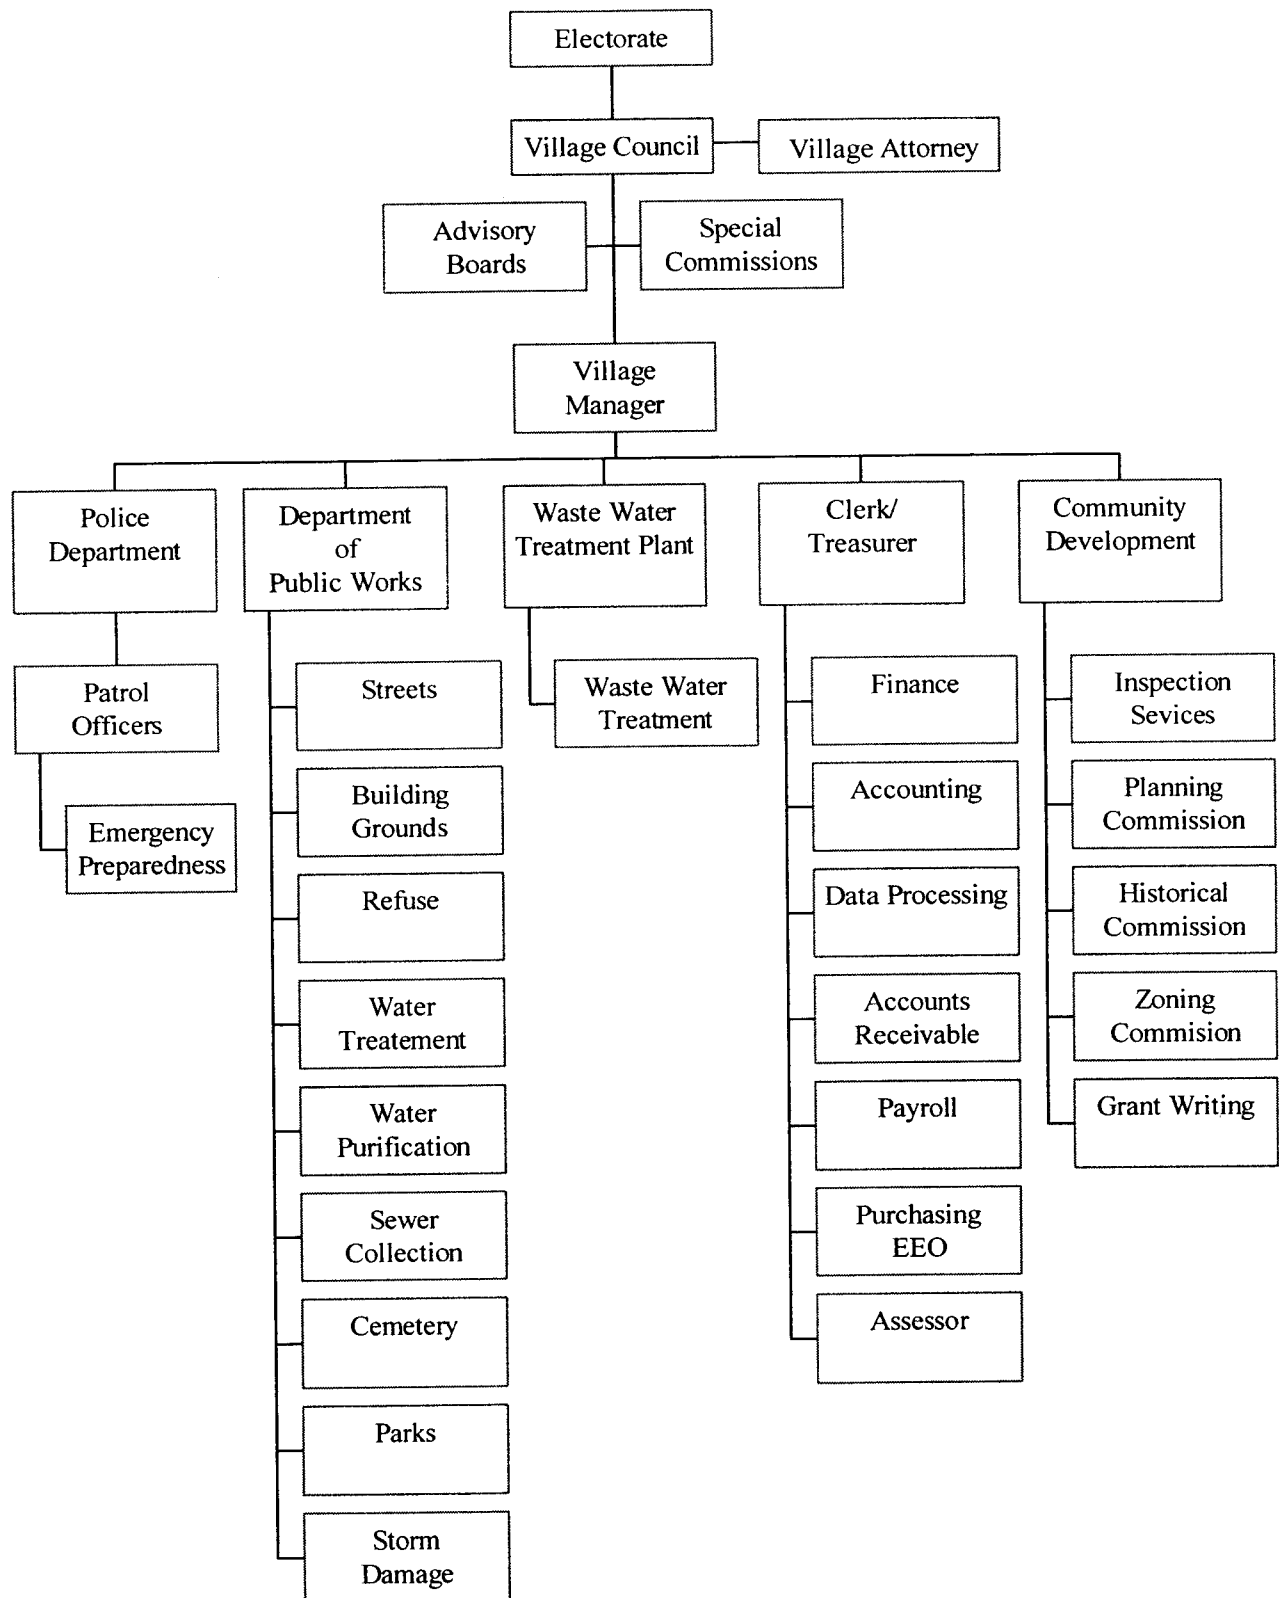 Electorate
Village Council
Village Attorney
Advisory
Boards
Special
Commissions
Village
Manager
Police
Department
Department
of
Public Works
Waste Water
Treatment Plant
Clerk/
Treasurer
Community
Development
Patrol
Officers
Emergency
Preparedness
Streets
Building
Grounds
Refuse
Water
Treatement
Water
Purification
Sewer
Collection
Cemetery
Parks
Storm
Damage
Waste Water
Treatment
Finance
Accounting
Data Processing
Accounts
Receivable
Payroll
Purchasing
EEO
Assessor
Inspection
Sevices
Planning
Commission
Historical
Commission
Zoning
Commision
Grant Writing